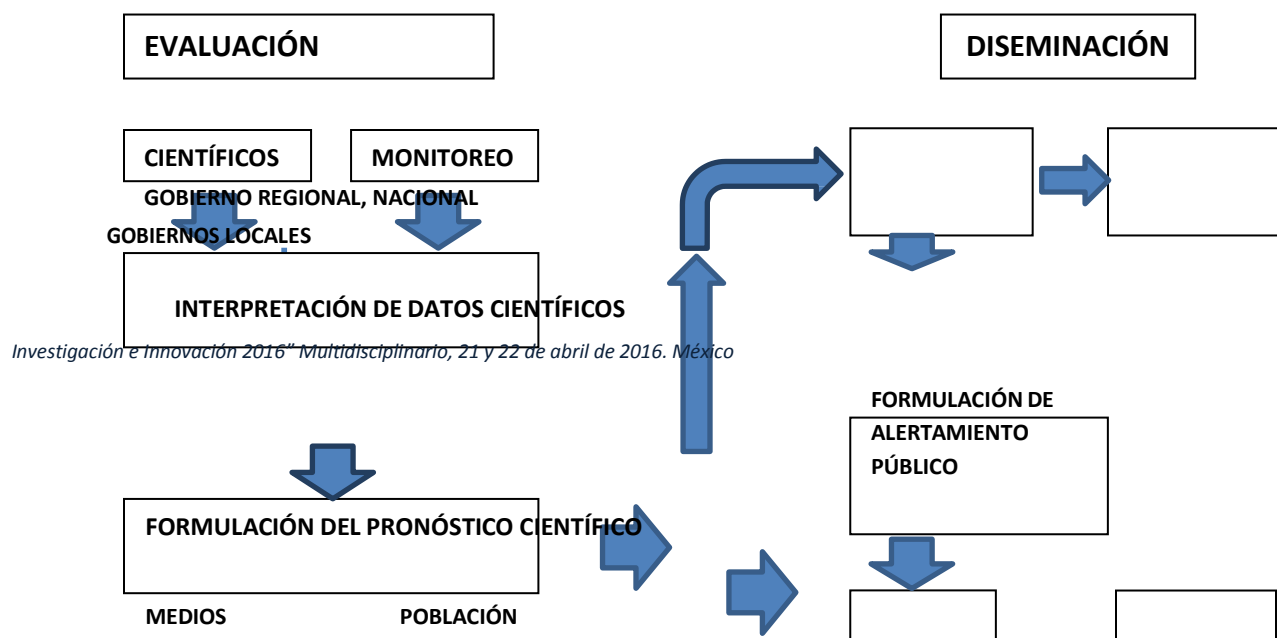 EVALUACIÓN
DISEMINACIÓN
CIENTÍFICOS
MONITOREO
GOBIERNO REGIONAL, NACIONAL
GOBIERNOS LOCALES
INTERPRETACIÓN DE DATOS CIENTÍFICOS
Investigación e Innovación 2016” Multidisciplinario, 21 y 22 de abril de 2016. México
FORMULACIÓN DE
ALERTAMIENTO
PÚBLICO
FORMULACIÓN DEL PRONÓSTICO CIENTÍFICO
MEDIOS
POBLACIÓN